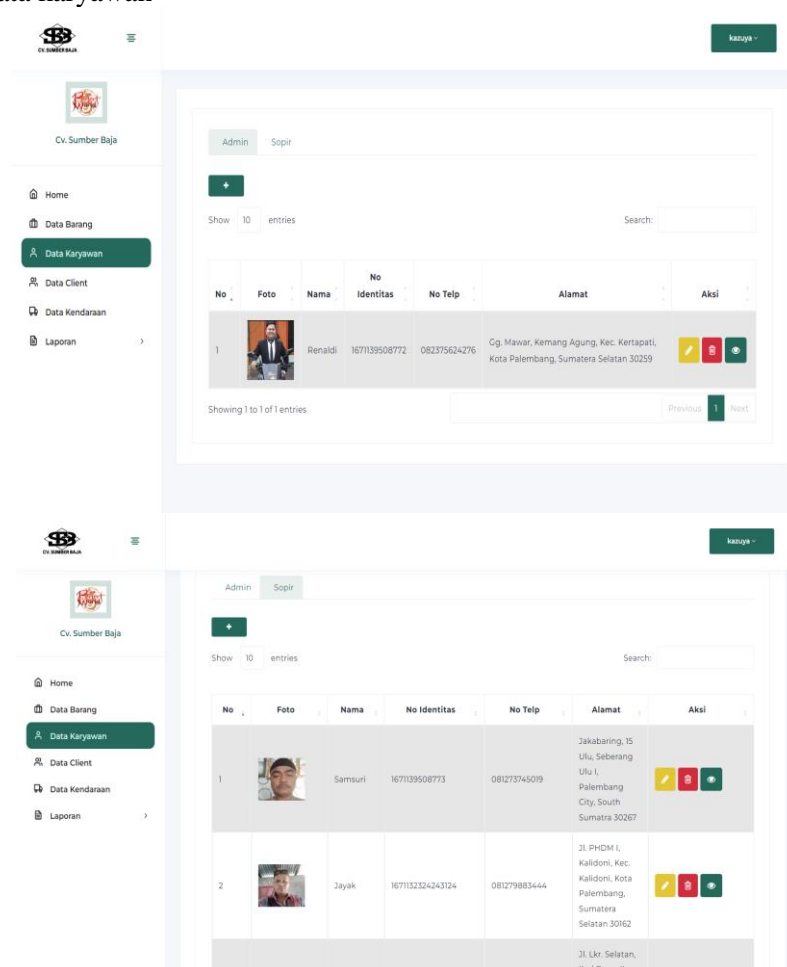 CV. SUMBER BAJA
kazuya
Cv. Sumber Baja
Home
Data Barang
Data Karyawan
Data Client
Data Kendaraan
Laporan
Admin Sopir
+
Show 10 entries
Search:
No Foto Nama No Identitas No Telp Alamat Aksi
1 Renaldi 1671139508772 082375624276 Gg. Mawar, Kemang Agung, Kec. Kertapati,
Kota Palembang, Sumatera Selatan 30259
Showing 1 to 1 of 1 entries
Previous 1 Next
CV. SUMBER BAJA
kazuya
Cv. Sumber Baja
Home
Data Barang
Data Karyawan
Data Client
Data Kendaraan
Laporan
Admin Sopir
+
Show 10 entries
Search:
No Foto Nama No Identitas No Telp Alamat Aksi
1 Samsuri 1671139508773 081273745019
Jakabaring, 15
Ulu, Seberang
Ulu I,
Palembang
City, South
Sumatra 30267
2 Jayak 1671132324243124 081279883444
Jl. PHDM I,
Kalidoni, Kec.
Kalidoni, Kota
Palembang,
Sumatera
Selatan 30162
Jl. Lkr. Selatan,